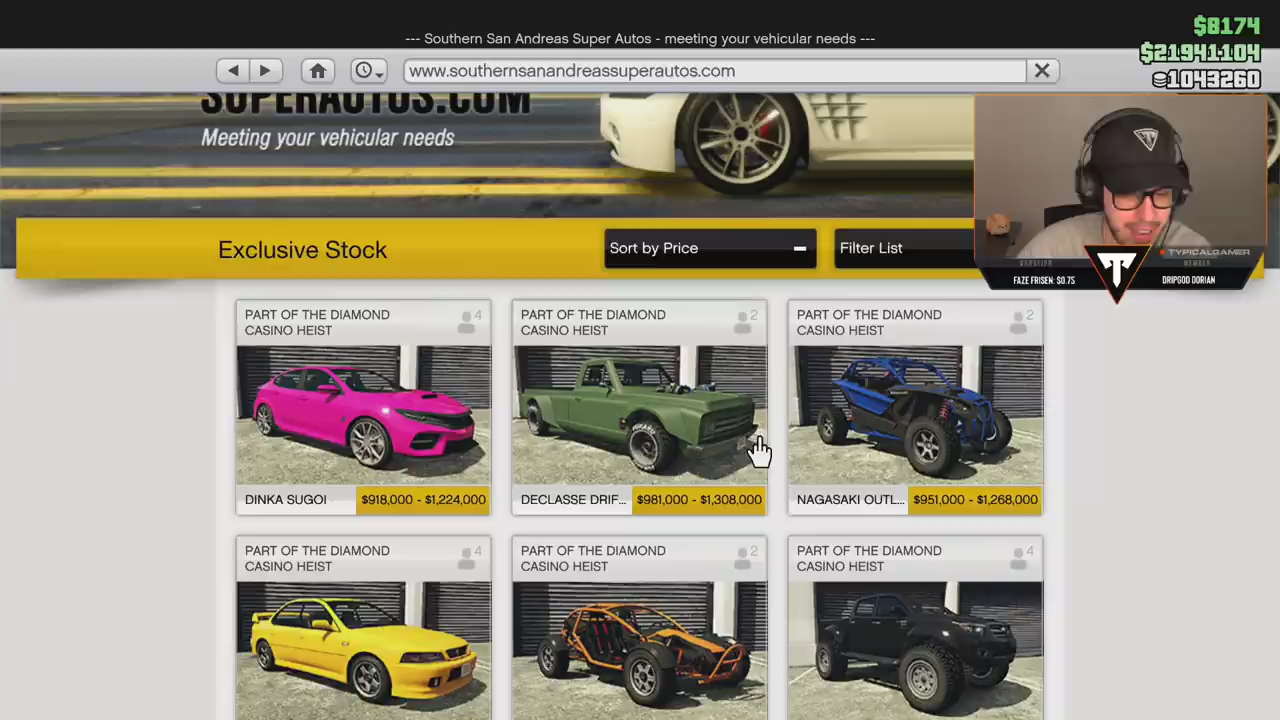 $8174
--- Southern San Andreas Super Autos - meeting your vehicular needs ---
$21941104
www.southernsanandreassuperautos.com
1043260
SUPERAUTOS.COM
Meeting your vehicular needs
Exclusive Stock
Sort by Price
Filter List
TYPICALGAMER
FAZE FRISEN: $0.75
DRIPGOD DORIAN
PART OF THE DIAMOND
CASINO HEIST
4
DINKA SUGOI
$918,000 - $1,224,000
PART OF THE DIAMOND
CASINO HEIST
2
DECLASSE DRIF...
$981,000 - $1,308,000
PART OF THE DIAMOND
CASINO HEIST
2
NAGASAKI OUTL...
$951,000 - $1,268,000
PART OF THE DIAMOND
CASINO HEIST
4
PART OF THE DIAMOND
CASINO HEIST
2
PART OF THE DIAMOND
CASINO HEIST
4